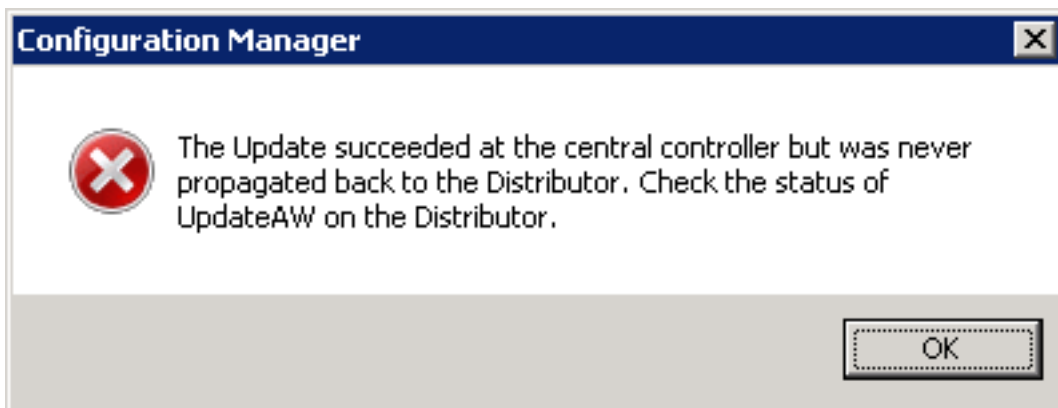 Configuration Manager
The Update succeeded at the central controller but was never
propagated back to the Distributor. Check the status of
UpdateAW on the Distributor.
OK